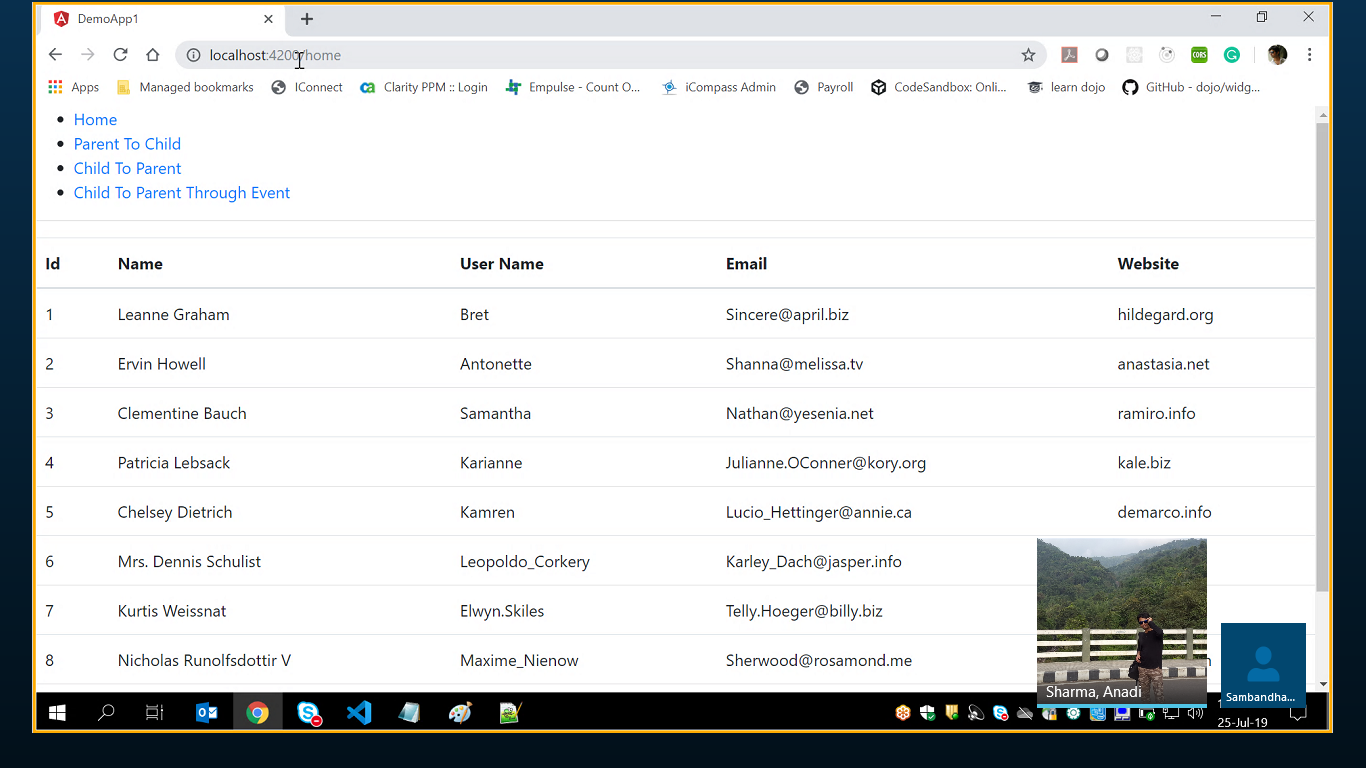 DemoApp1
localhost:4200/home
CORS
Apps Managed bookmarks IConnect Clarity PPM :: Login Empulse - Count O... iCompass Admin Payroll CodeSandbox: Onli... learn dojo GitHub - dojo/widg...
Home
Parent To Child
Child To Parent
Child To Parent Through Event
Id Name User Name Email Website
1 Leanne Graham Bret Sincere@april.biz hildegard.org
2 Ervin Howell Antonette Shanna@melissa.tv anastasia.net
3 Clementine Bauch Samantha Nathan@yesenia.net ramiro.info
4 Patricia Lebsack Karianne Julianne.OConner@kory.org kale.biz
5 Chelsey Dietrich Kamren Lucio_Hettinger@annie.ca demarco.info
6 Mrs. Dennis Schulist Leopoldo_Corkery Karley_Dach@jasper.info
7 Kurtis Weissnat Elwyn.Skiles Telly.Hoeger@billy.biz
8 Nicholas Runolfsdottir V Maxime_Nienow Sherwood@rosamond.me
Sharma, Anadi
Sambandha...
25-Jul-19